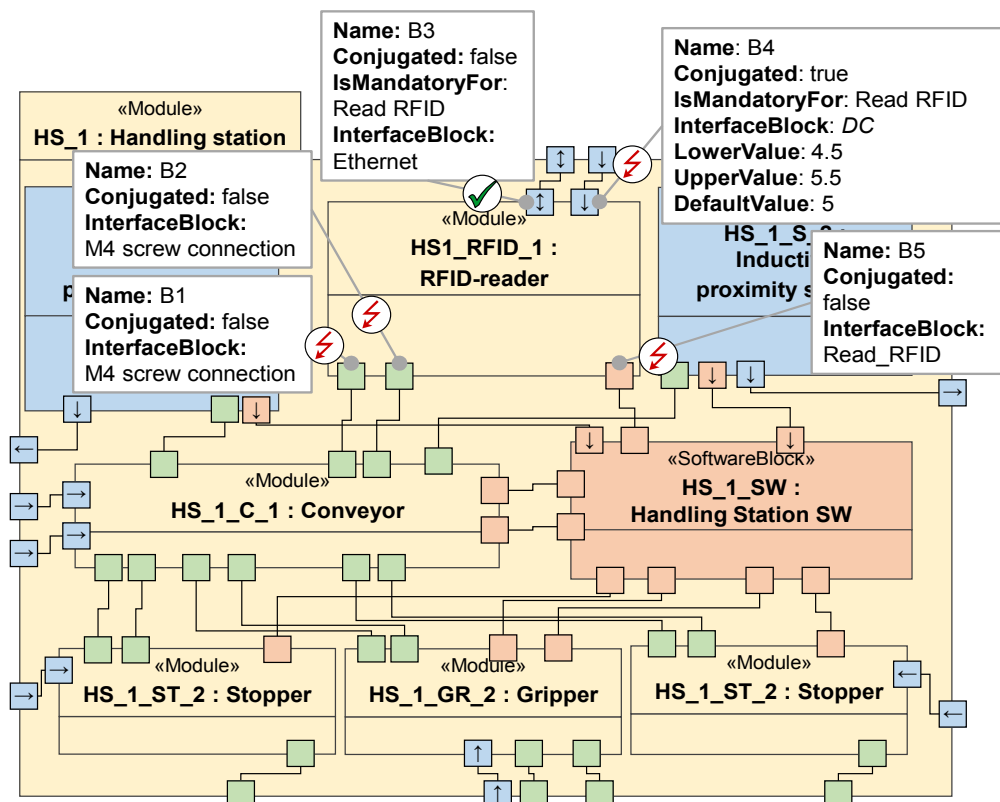 Name: B3
Conjugated: false
IsMandatoryFor:
Read RFID
InterfaceBlock:
Ethernet
Name: B4
Conjugated: true
IsMandatoryFor: Read RFID
InterfaceBlock: DC
LowerValue: 4.5
UpperValue: 5.5
DefaultValue: 5
«Module»
HS_1 : Handling station
Name: B2
Conjugated: false
InterfaceBlock:
M4 screw connection
«Module»
HS1_RFID_1 :
RFID-reader
Name: B5
Conjugated:
false
InterfaceBlock:
Read_RFID
Name: B1
Conjugated: false
InterfaceBlock:
M4 screw connection
proximity
«Module»
HS_1_C_1 : Conveyor
«SoftwareBlock»
HS_1_SW :
Handling Station SW
«Module»
HS_1_ST_2 : Stopper
«Module»
HS_1_GR_2 : Gripper
«Module»
HS_1_ST_2 : Stopper